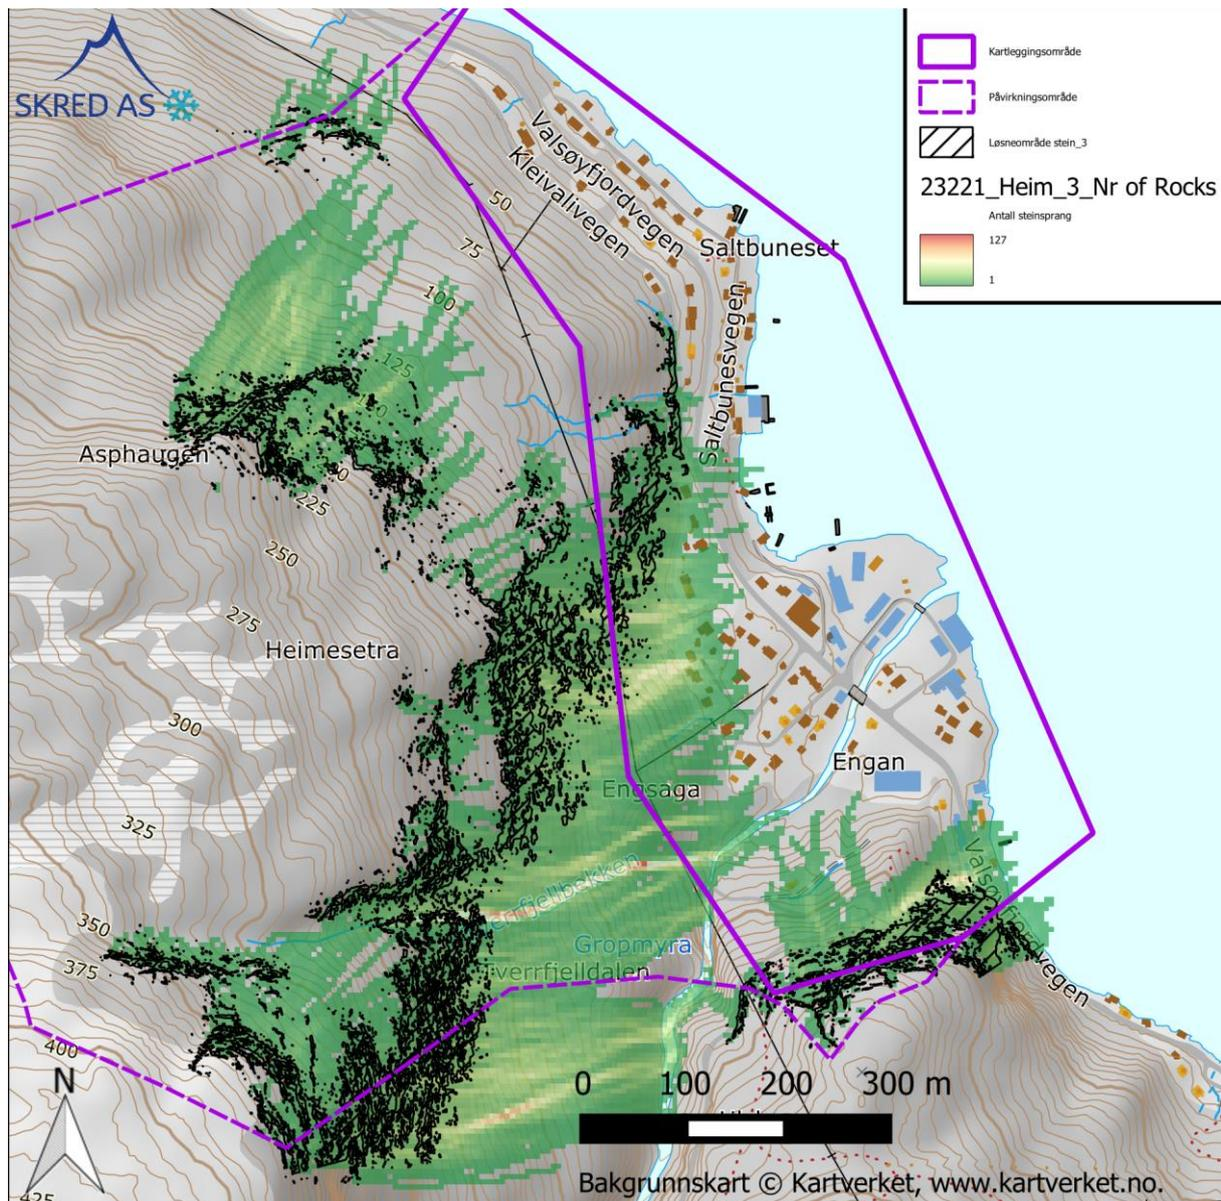 SKRED AS
Kartleggingsområde
Påvirkningsområde
Løsneområde stein_3
23221_Heim_3_Nr of Rocks
Antall steinsprang
127
1
Valsøyfjordvegen
Kleivalivegen
50
75
Saltbuneset
100
Saltbunesvegen
125
Asphaugen
225
250
275
Heimesetra
300
Engan
Engsaga
325
350
Gropmyra
375
400
N
0 100 200 300 m
Bakgrunnskart © Kartverket, www.kartverket.no.
425